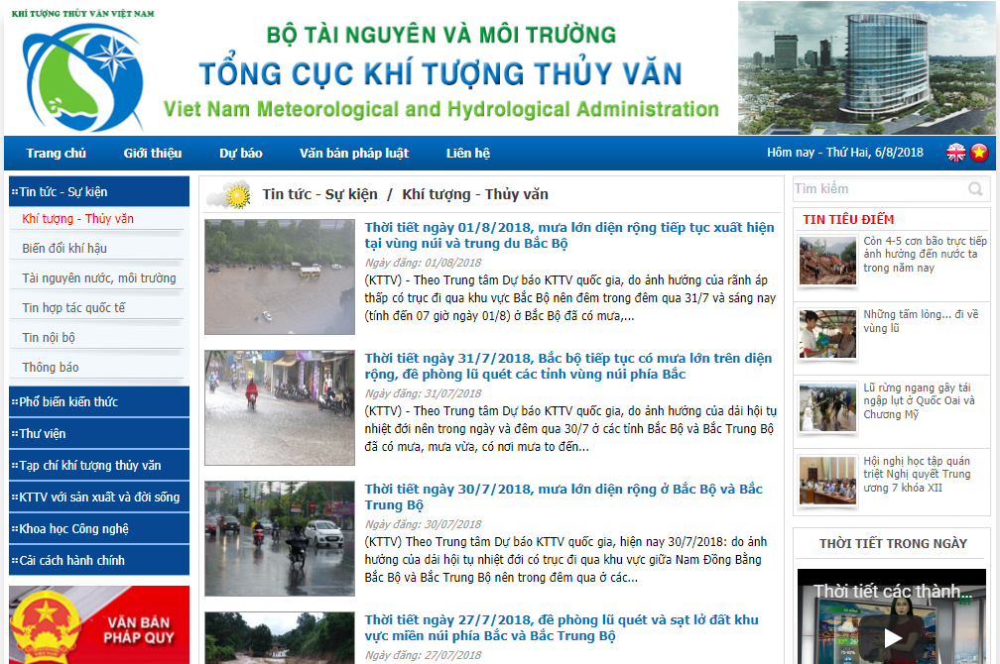 KHÍ TƯỢNG THỦY VĂN VIỆT NAM
BỘ TÀI NGUYÊN VÀ MÔI TRƯỜNG
TỔNG CỤC KHÍ TƯỢNG THỦY VĂN
Viet Nam Meteorological and Hydrological Administration
Trang chủ
Giới thiệu
Dự báo
Văn bản pháp luật
Liên hệ
Hôm nay - Thứ Hai, 6/8/2018
Tin tức - Sự kiện
Khí tượng - Thủy văn
Biến đổi khí hậu
Tài nguyên nước, môi trường
Tin hợp tác quốc tế
Tin nội bộ
Thông báo
Phổ biến kiến thức
Thư viện
Tạp chí khí tượng thủy văn
KTTV với sản xuất và đời sống
Khoa học Công nghệ
Cải cách hành chính
VĂN BẢN
PHÁP QUY
Tin tức - Sự kiện / Khí tượng - Thủy văn
Thời tiết ngày 01/8/2018, mưa lớn diện rộng tiếp tục xuất hiện
tại vùng núi và trung du Bắc Bộ
Ngày đăng: 01/08/2018
(KTTV) - Theo Trung tâm Dự báo KTTV quốc gia, do ảnh hưởng của rãnh áp
thấp có trục đi qua khu vực Bắc Bộ nên đêm trong đêm qua 31/7 và sáng nay
(tính đến 07 giờ ngày 01/8) ở Bắc Bộ đã có mưa,...
Thời tiết ngày 31/7/2018, Bắc bộ tiếp tục có mưa lớn trên diện
rộng, đề phòng lũ quét các tỉnh vùng núi phía Bắc
Ngày đăng: 31/07/2018
(KTTV) - Theo Trung tâm Dự báo KTTV quốc gia, do ảnh hưởng của dải hội tụ
nhiệt đới nên trong ngày và đêm qua 30/7 ở các tỉnh Bắc Bộ và Bắc Trung Bộ
đã có mưa, mưa vừa, có nơi mưa to đến...
Thời tiết ngày 30/7/2018, mưa lớn diện rộng ở Bắc Bộ và Bắc
Trung Bộ
Ngày đăng: 30/07/2018
(KTTV) Theo Trung tâm Dự báo KTTV quốc gia, hiện nay 30/7/2018: do ảnh
hưởng của dải hội tụ nhiệt đới có trục đi qua khu vực giữa Nam Đồng Bằng
Bắc Bộ và Bắc Trung Bộ nên trong đêm qua ở các...
Thời tiết ngày 27/7/2018, đề phòng lũ quét và sạt lở đất khu
vực miền núi phía Bắc và Bắc Trung Bộ
Ngày đăng: 27/07/2018
Tìm kiếm
TIN TIÊU ĐIỂM
Còn 4-5 cơn bão trực tiếp
ảnh hưởng đến nước ta
trong năm nay
Những tấm lòng... đi về
vùng lũ
Lũ rừng ngang gây tái
ngập lụt ở Quốc Oai và
Chương Mỹ
Hội nghị học tập quán
triệt Nghị quyết Trung
ương 7 khóa XII
THỜI TIẾT TRONG NGÀY
Thời tiết các thành...